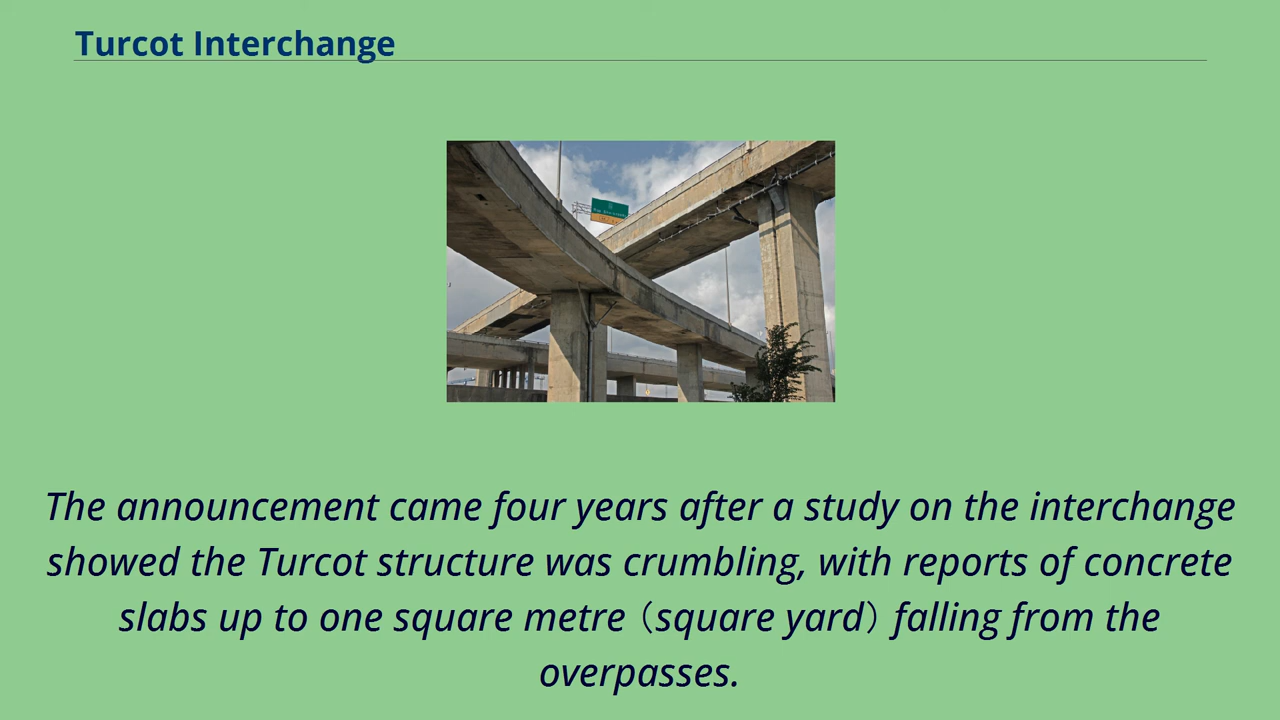 Turcot Interchange
The announcement came four years after a study on the interchange
showed the Turcot structure was crumbling, with reports of concrete
slabs up to one square metre（square yard）falling from the
overpasses.